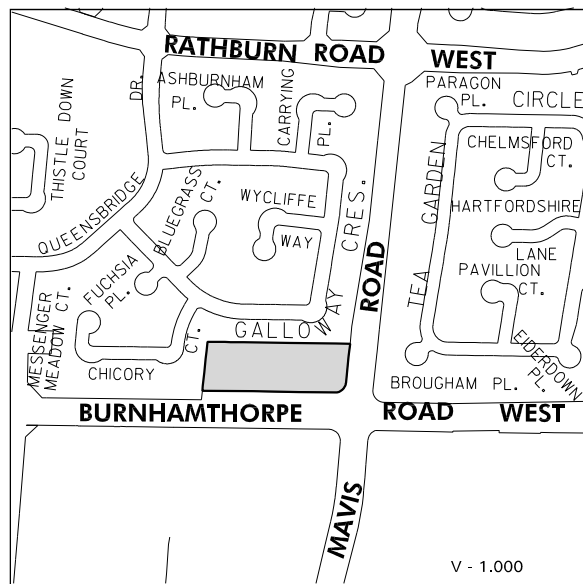 RATHBURN ROAD WEST
ASHBURNHAM
PL.
CARRYING
PL.
DR.
THISTLE DOWN
COURT
PARAGON
PL.
CIRCLE
CHELMSFORD
CT.
HARTFORDSHIRE
LANE
PAVILLION
CT.
TEA GARDEN
QUEENSBRIDGE
BLUEGRASS
CT.
WYCLIFFE
WAY
CRES.
GALLOWAY
ROAD
FUCHSIA
PL.
MESSENGER
MEADOW CT.
CHICORY
CT.
EIDERDOWN
PL.
BROUGHAM PL.
BURNHAMTHORPE ROAD WEST
MAVIS
V - 1.000